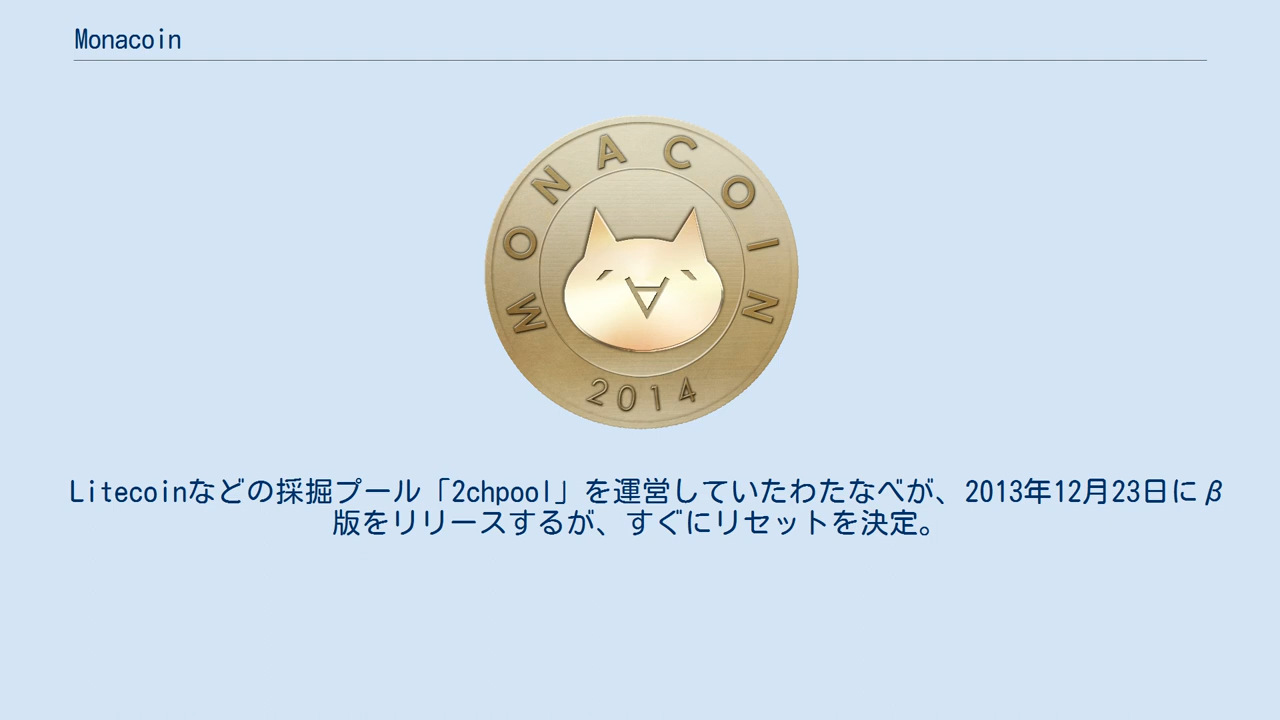 Monacoin
MONACOIN
2014
Litecoinなどの採掘プール「2chpool」を運営していたわたなべが、2013年12月23日にβ
版をリリースするが、すぐにリセットを決定。